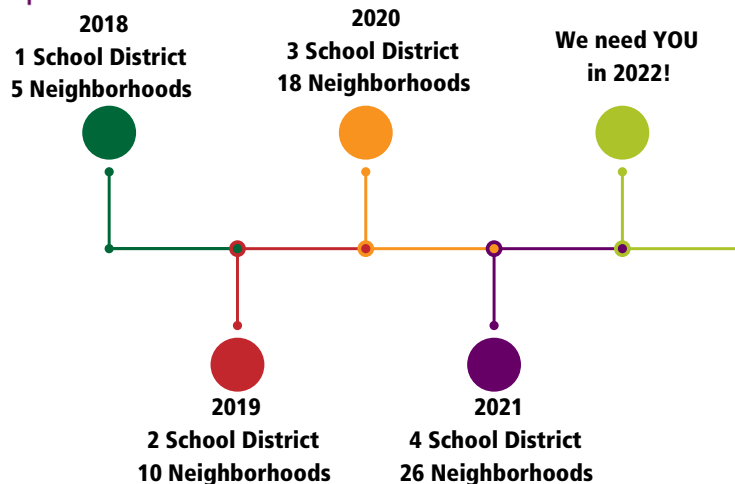 2018
1 School District
5 Neighborhoods
2020
3 School District
18 Neighborhoods
We need YOU
in 2022!
2019
2 School District
10 Neighborhoods
2021
4 School District
26 Neighborhoods